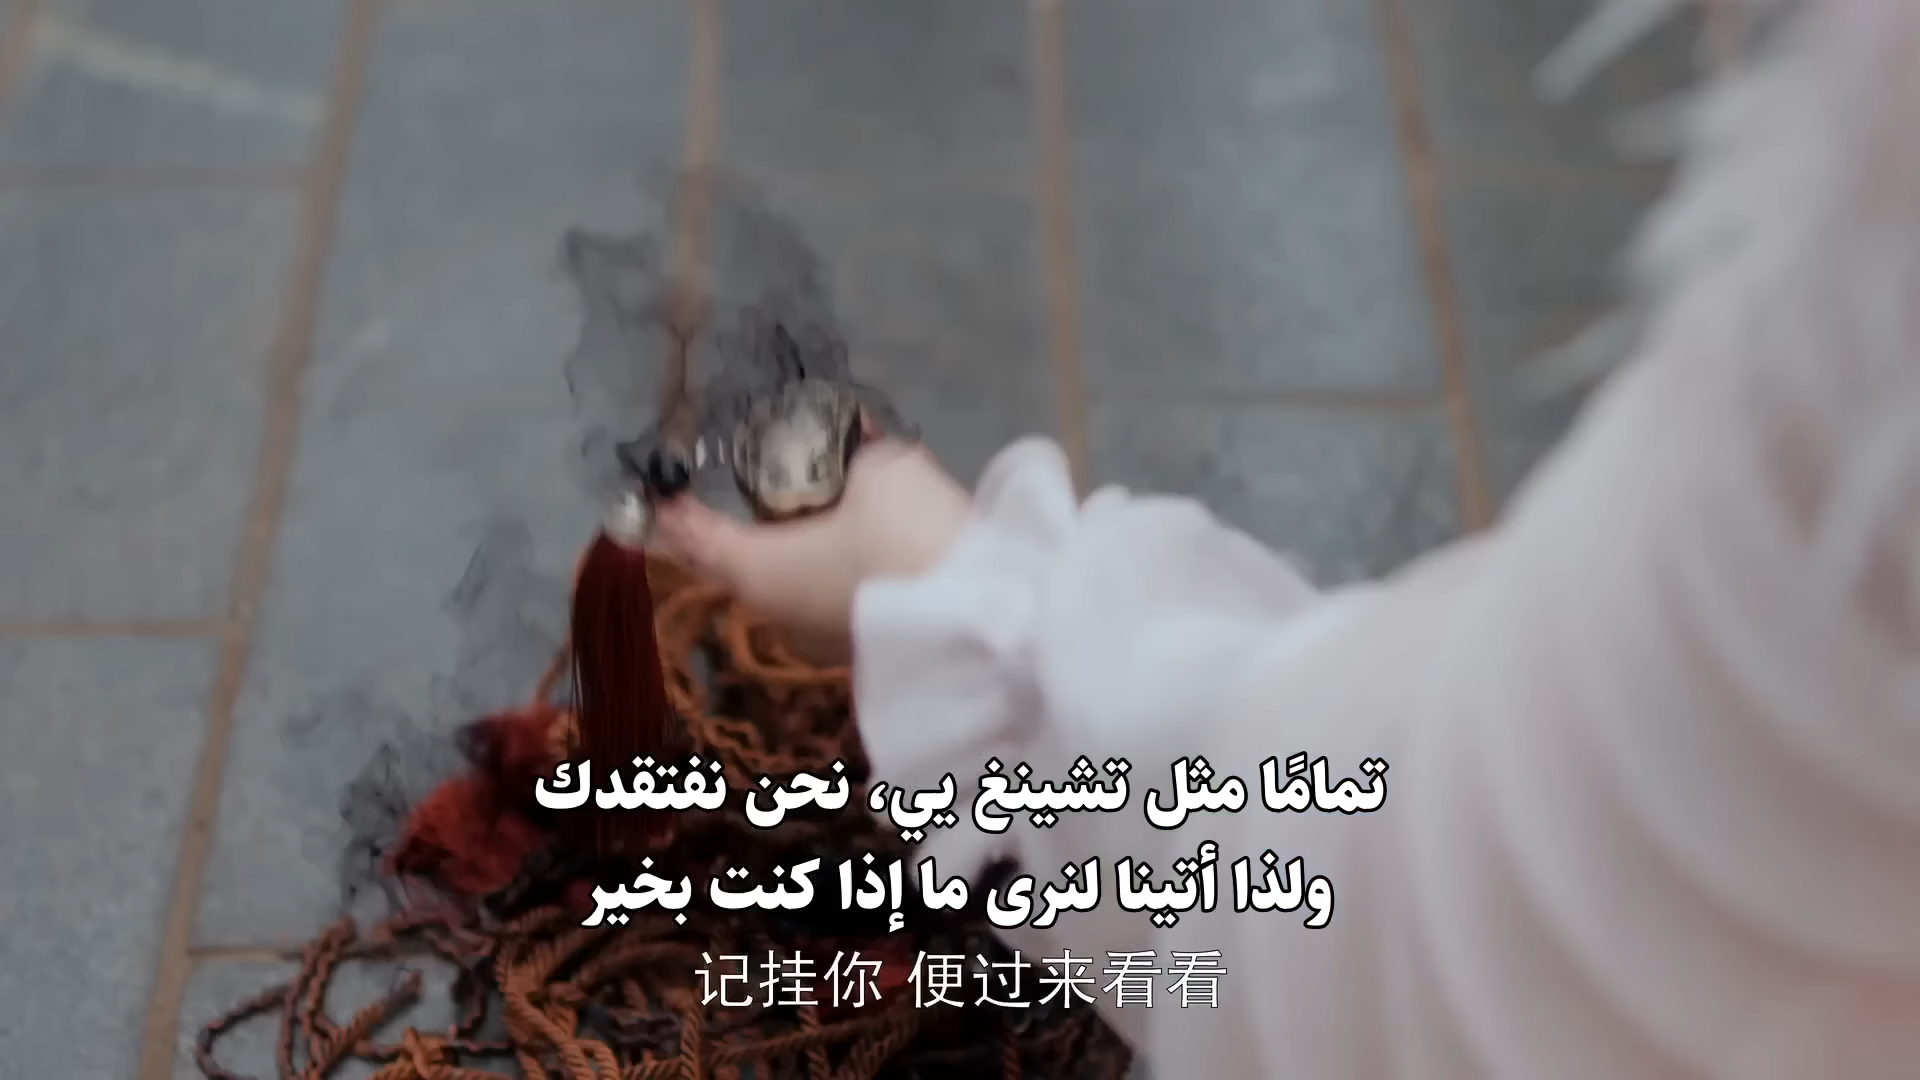 تمامًا مثل تشينغ يي، نحن نفتقدك
ولذا أتينا لنرى ما إذا كنت بخير
记挂你 便过来看看